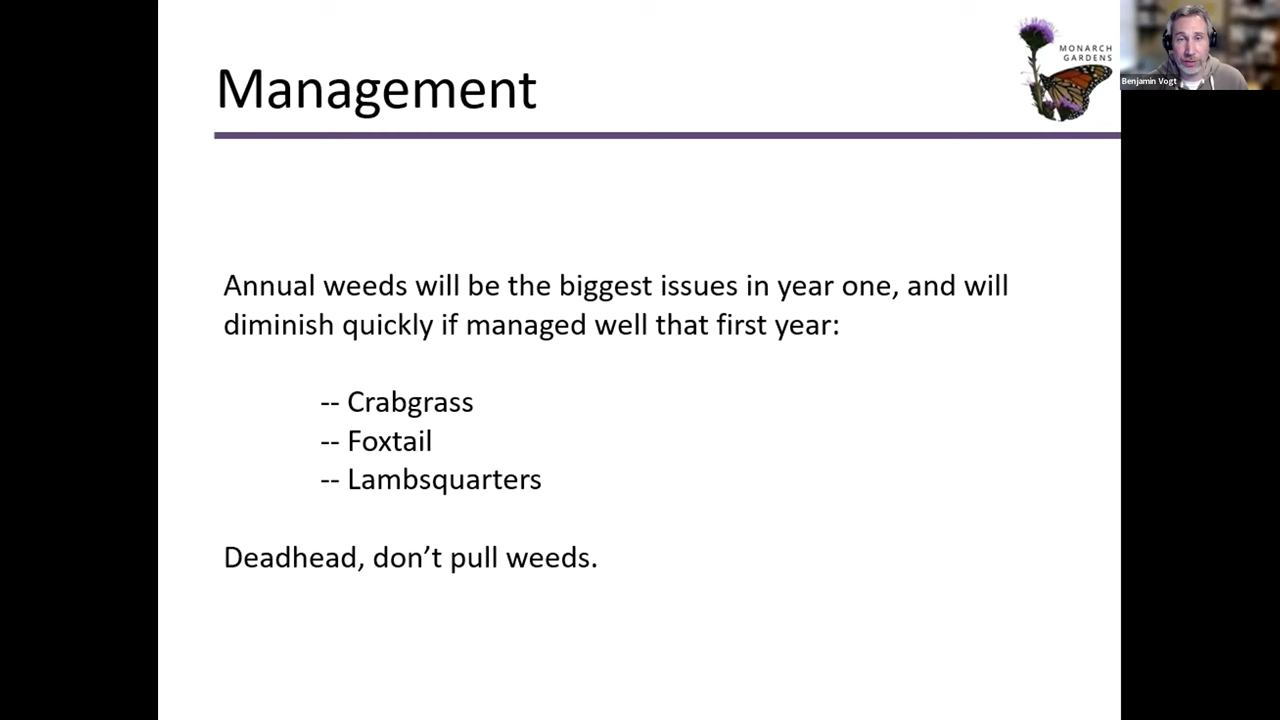 Management
MONARCH
GARDENS
Benjamin Vogt
Annual weeds will be the biggest issues in year one, and will
diminish quickly if managed well that first year:
-- Crabgrass
-- Foxtail
-- Lambsquarters
Deadhead, don’t pull weeds.